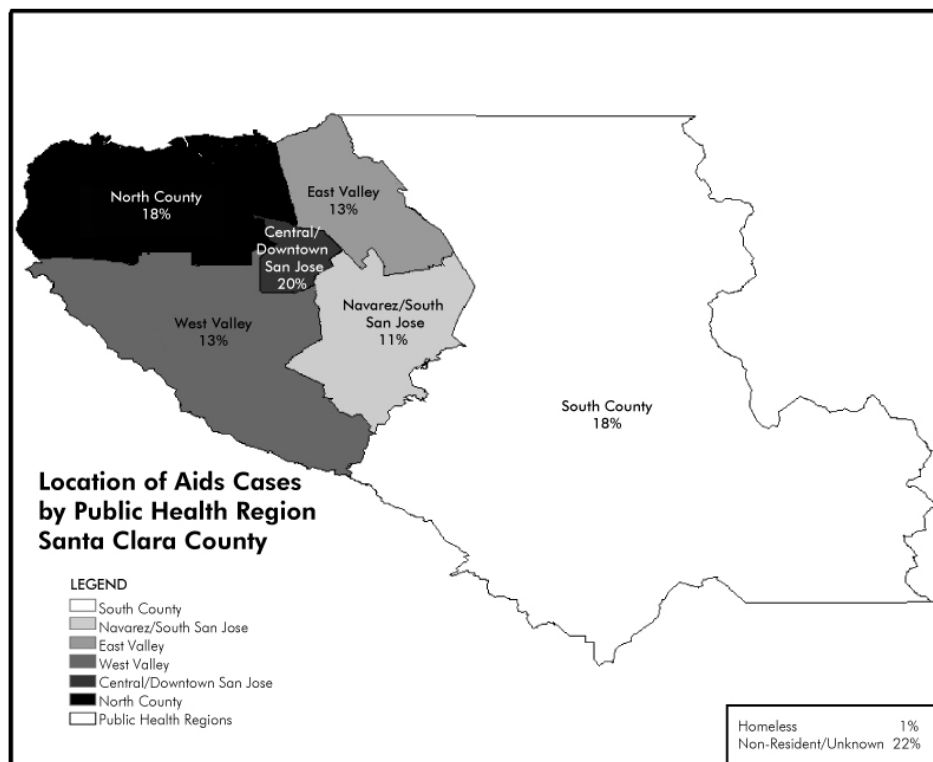 North County
18%
East Valley
13%
Central/
Downtown
San Jose
20%
West Valley
13%
Navarez/South
San Jose
11%
South County
18%
Location of Aids Cases
by Public Health Region
Santa Clara County
LEGEND
South County
Navarez/South San Jose
East Valley
West Valley
Central/Downtown San Jose
North County
Public Health Regions
Homeless 1%
Non-Resident/Unknown 22%